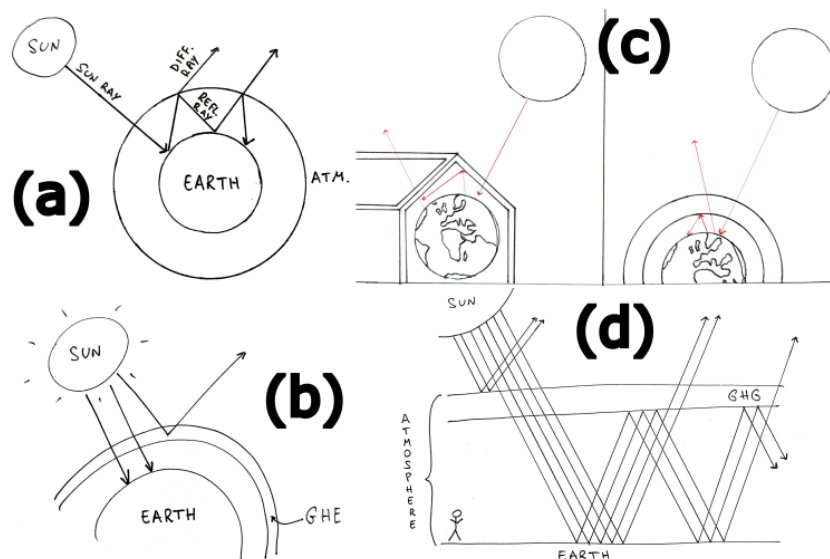 SUN
SUN RAY
DIFF.
RAY
REFL.
RAY
EARTH
ATM.
(a)
(c)
SUN
EARTH
GHE
(b)
SUN
(d)
GHG
ATMOSPHERE
EARTH